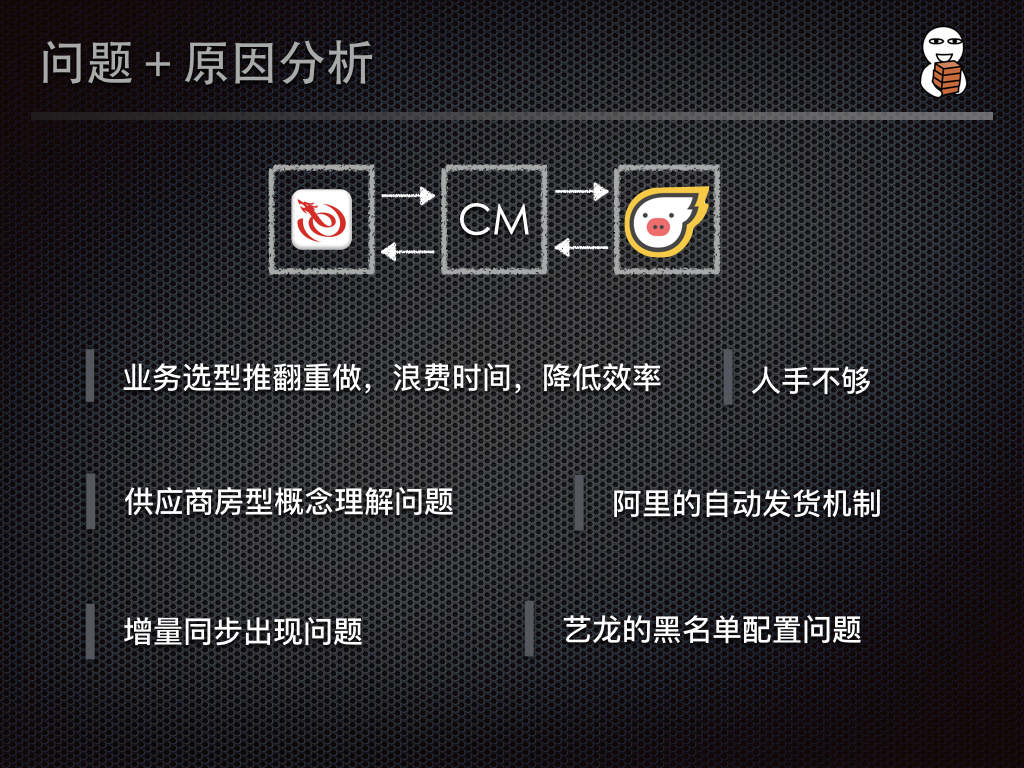 问题＋原因分析
CM
业务选型推翻重做，浪费时间，降低效率
人手不够
供应商房型概念理解问题
阿里的自动发货机制
增量同步出现问题
艺龙的黑名单配置问题